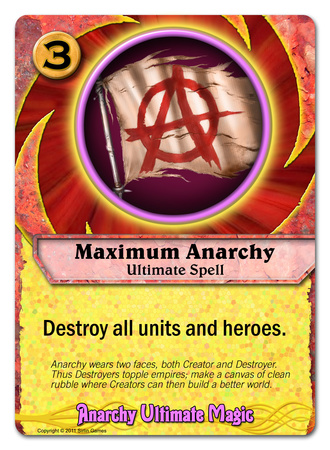 3
Maximum Anarchy
Ultimate Spell
Destroy all units and heroes.
Anarchy wears two faces, both Creator and Destroyer.
Thus Destroyers topple empires; make a canvas of clean
rubble where Creators can then build a better world.
Anarchy Ultimate Magic
Copyright © 2011 Sirlin Games